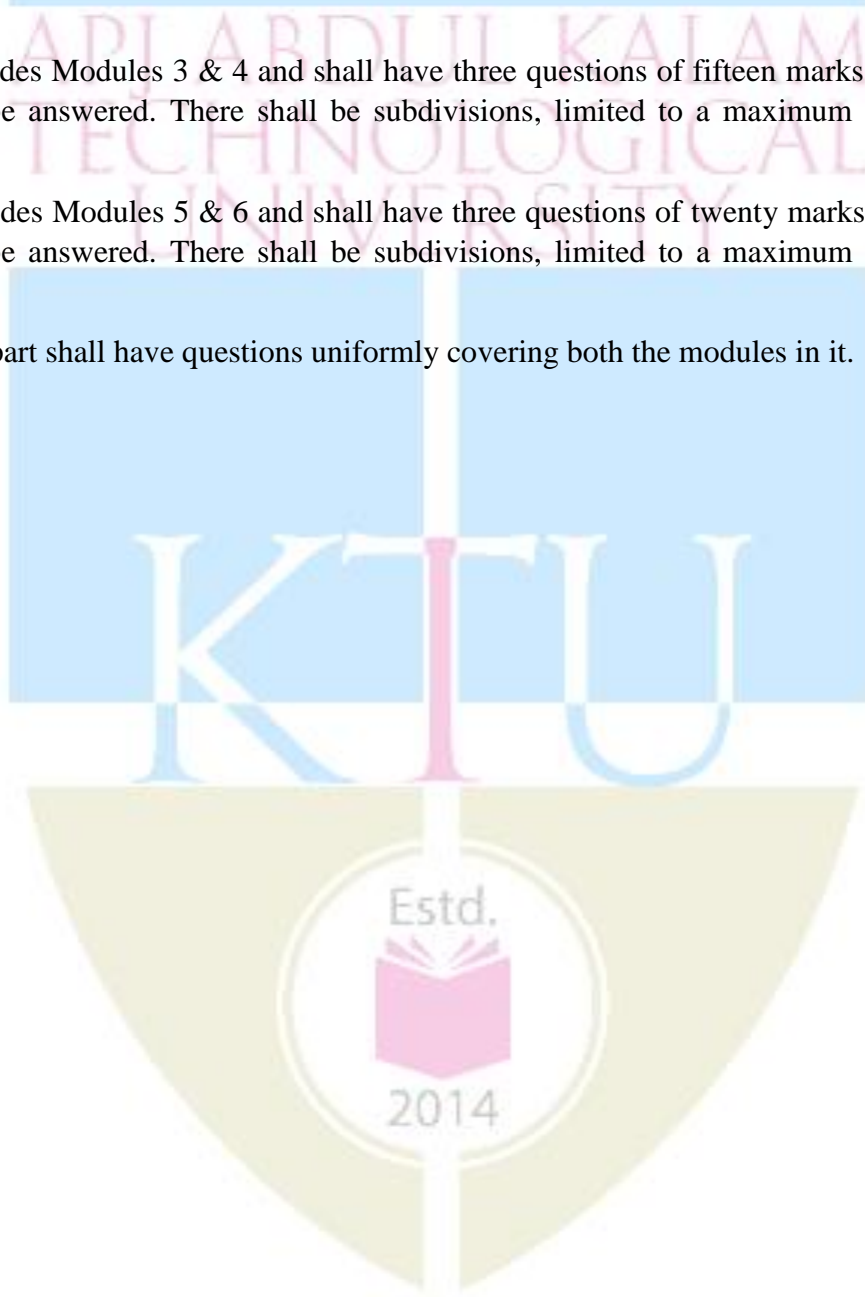 APJ ABDUL KALAM
des Modules 3 & 4 and shall have three questions of fifteen marks
e answered. There shall be subdivisions, limited to a maximum
TECHNOLOGICAL
UNIVERSITY
des Modules 5 & 6 and shall have three questions of twenty marks
e answered. There shall be subdivisions, limited to a maximum
part shall have questions uniformly covering both the modules in it.
KTU
Estd.
2014